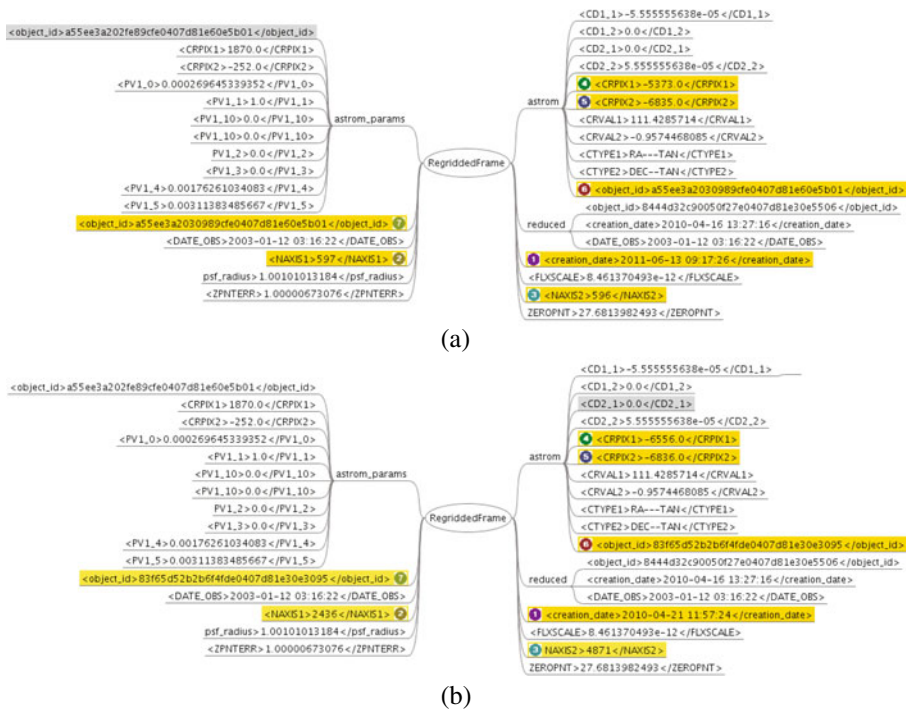 <object_id>a55ee3a202fe89cfe0407d81e60e5b01</object_id>
<CRPIX1>1870.0</CRPIX1>
<CRPIX2>-252.0</CRPIX2>
<PV1_0>0.000269645339352</PV1_0>
<PV1_1>1.0</PV1_1>
<PV1_10>0.0</PV1_10>
<PV1_10>0.0</PV1_10>
PV1_2>0.0</PV1_2>
<PV1_3>0.0</PV1_3>
<PV1_4>0.00176261034083</PV1_4>
<PV1_5>0.00311383485667</PV1_5>
astrom_params
<object_id>a55ee3a2030989cfe0407d81e60e5b01</object_id> 7
<DATE_OBS>2003-01-12 03:16:22</DATE_OBS>
<NAXIS1>597</NAXIS1> 2
psf_radius>1.00101013184</psf_radius>
<ZPNTERR>1.00000673076</ZPNTERR>
RegriddedFrame
astrom
<CD1_1>-5.555555638e-05</CD1_1>
<CD1_2>0.0</CD1_2>
<CD2_1>0.0</CD2_1>
<CD2_2>5.555555638e-05</CD2_2>
4 <CRPIX1>-5373.0</CRPIX1>
5 <CRPIX2>-6835.0</CRPIX2>
<CRVAL1>111.4285714</CRVAL1>
<CRVAL2>-0.9574468085</CRVAL2>
<CTYPE1>RA---TAN</CTYPE1>
<CTYPE2>DEC--TAN</CTYPE2>
6 <object_id>a55ee3a2030989cfe0407d81e60e5b01</object_id>
reduced
<object_id>8444d32c90050f27e0407d81e30e5506</object_id>
<creation_date>2010-04-16 13:27:16</creation_date>
<DATE_OBS>2003-01-12 03:16:22</DATE_OBS>
1 <creation_date>2011-06-13 09:17:26</creation_date>
<FLXSCALE>8.461370493e-12</FLXSCALE>
3 <NAXIS2>596</NAXIS2>
ZEROPNT>27.6813982493</ZEROPNT>
(a)
<object_id>a55ee3a202fe89cfe0407d81e60e5b01</object_id>
<CRPIX1>1870.0</CRPIX1>
<CRPIX2>-252.0</CRPIX2>
<PV1_0>0.000269645339352</PV1_0>
<PV1_1>1.0</PV1_1>
<PV1_10>0.0</PV1_10>
<PV1_10>0.0</PV1_10>
PV1_2>0.0</PV1_2>
<PV1_3>0.0</PV1_3>
<PV1_4>0.00176261034083</PV1_4>
<PV1_5>0.00311383485667</PV1_5>
astrom_params
<object_id>83f65d52b2b6f4fde0407d81e30e3095</object_id> 7
<DATE_OBS>2003-01-12 03:16:22</DATE_OBS>
<NAXIS1>2436</NAXIS1> 2
psf_radius>1.00101013184</psf_radius>
<ZPNTERR>1.00000673076</ZPNTERR>
RegriddedFrame
astrom
<CD1_1>-5.555555638e-05</CD1_1>
<CD1_2>0.0</CD1_2>
<CD2_1>0.0</CD2_1>
<CD2_2>5.555555638e-05</CD2_2>
4 <CRPIX1>-6556.0</CRPIX1>
5 <CRPIX2>-6836.0</CRPIX2>
<CRVAL1>111.4285714</CRVAL1>
<CRVAL2>-0.9574468085</CRVAL2>
<CTYPE1>RA---TAN</CTYPE1>
<CTYPE2>DEC--TAN</CTYPE2>
6 <object_id>83f65d52b2b6f4fde0407d81e30e3095</object_id>
reduced
<object_id>8444d32c90050f27e0407d81e30e5506</object_id>
<creation_date>2010-04-16 13:27:16</creation_date>
<DATE_OBS>2003-01-12 03:16:22</DATE_OBS>
1 <creation_date>2010-04-21 11:57:24</creation_date>
<FLXSCALE>8.461370493e-12</FLXSCALE>
3 NAXIS2>4871</NAXIS2>
ZEROPNT>27.6813982493</ZEROPNT>
(b)